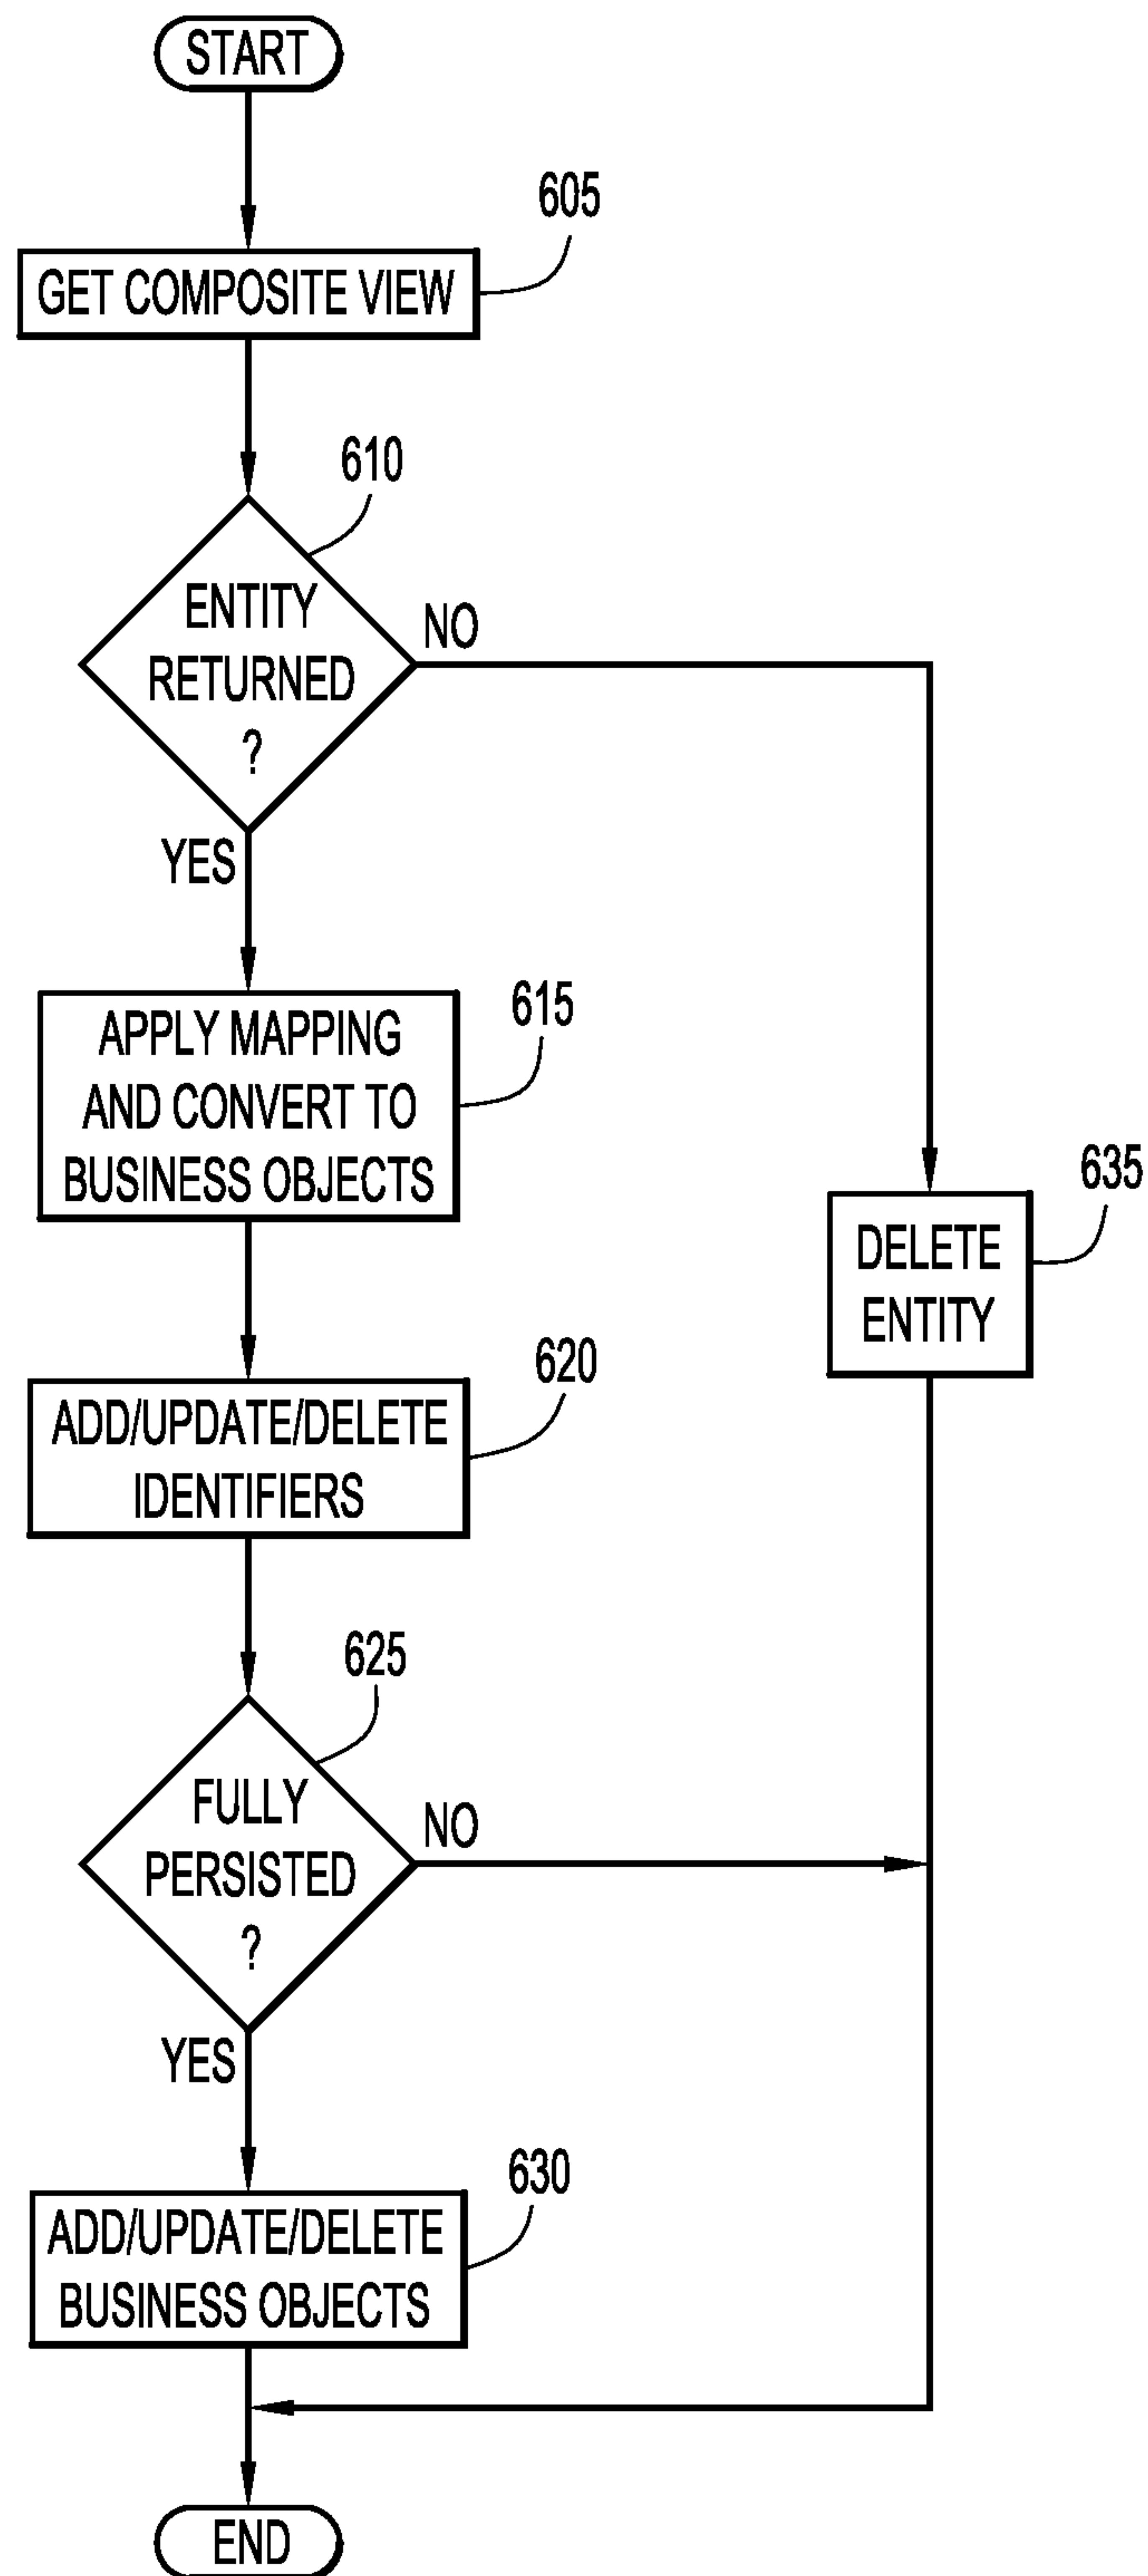 START
605
GET COMPOSITE VIEW
610
ENTITY
RETURNED
?
NO
YES
615
APPLY MAPPING
AND CONVERT TO
BUSINESS OBJECTS
635
DELETE
ENTITY
620
ADD/UPDATE/DELETE
IDENTIFIERS
625
FULLY
PERSISTED
?
NO
YES
630
ADD/UPDATE/DELETE
BUSINESS OBJECTS
END